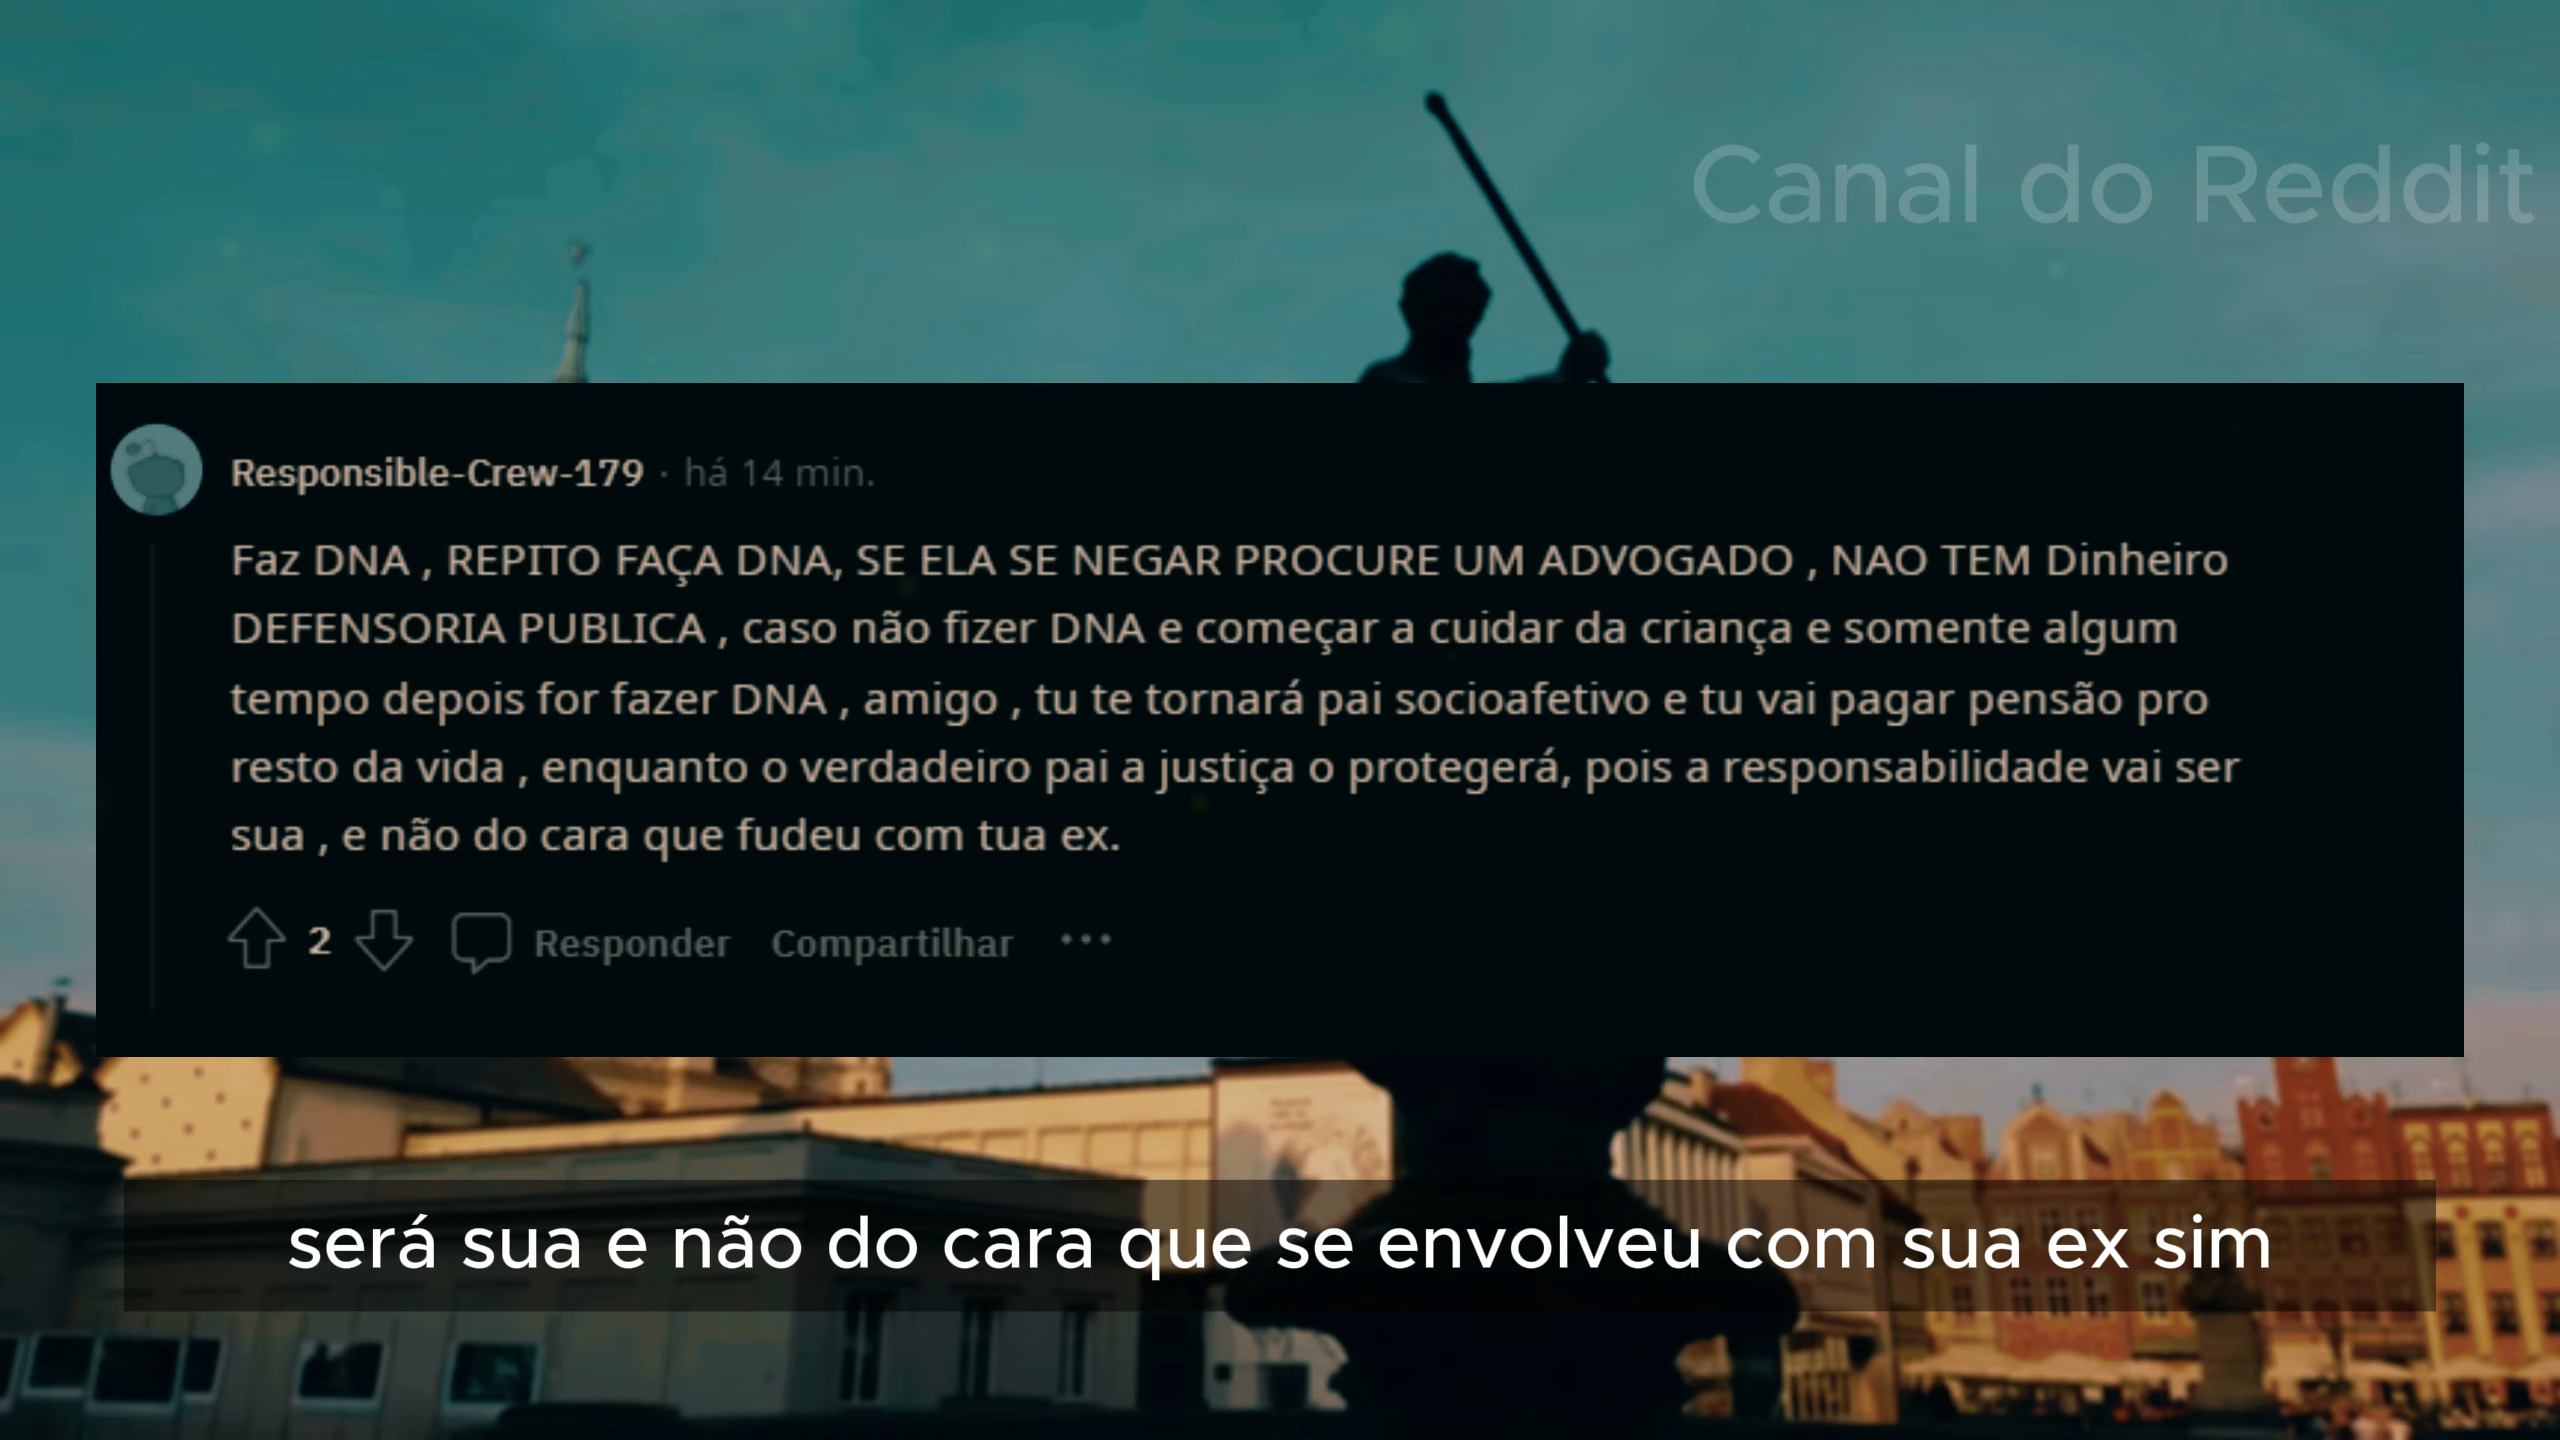 Canal do Reddit
Responsible-Crew-179 · há 14 min.
Faz DNA , REPITO FAÇA DNA, SE ELA SE NEGAR PROCURE UM ADVOGADO , NAO TEM Dinheiro
DEFENSORIA PUBLICA , caso não fizer DNA e começar a cuidar da criança e somente algum
tempo depois for fazer DNA , amigo , tu te tornará pai socioafetivo e tu vai pagar pensão pro
resto da vida , enquanto o verdadeiro pai a justiça o protegerá, pois a responsabilidade vai ser
sua , e não do cara que fudeu com tua ex.
2 Responder Compartilhar ···
será sua e não do cara que se envolveu com sua ex sim